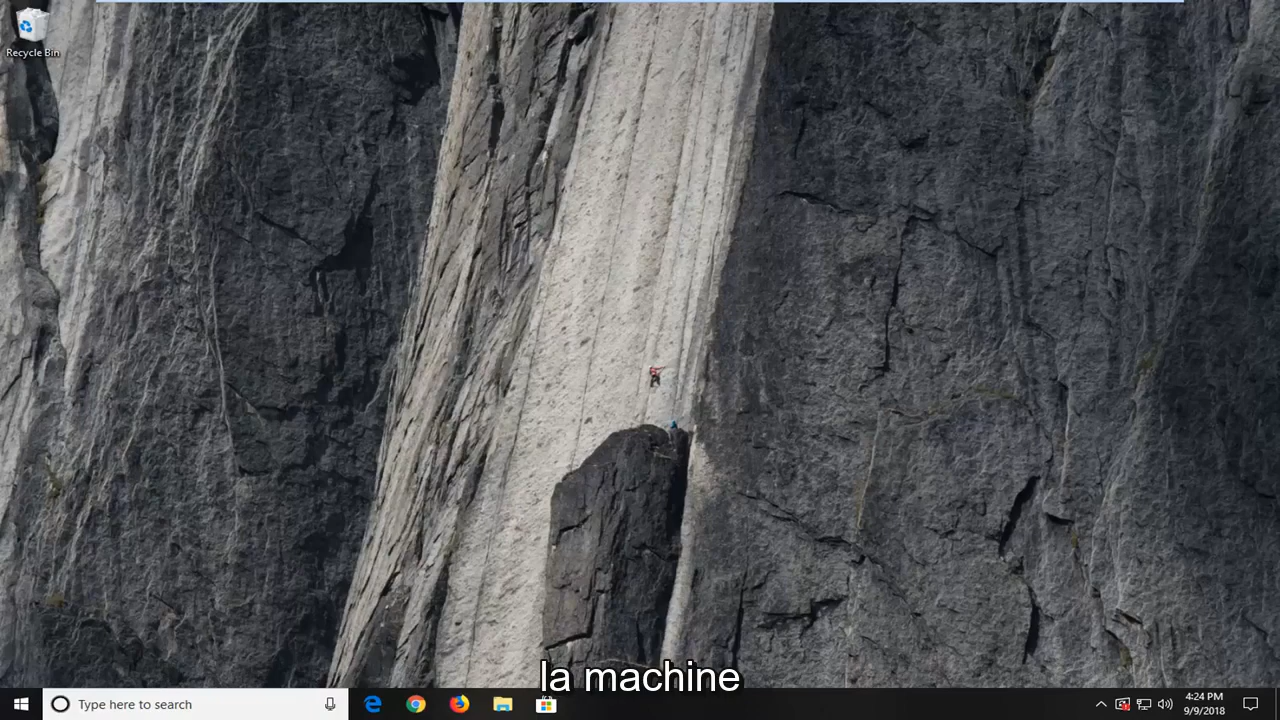 Recycle Bin
la machine
Type here to search
4:24 PM
9/9/2018